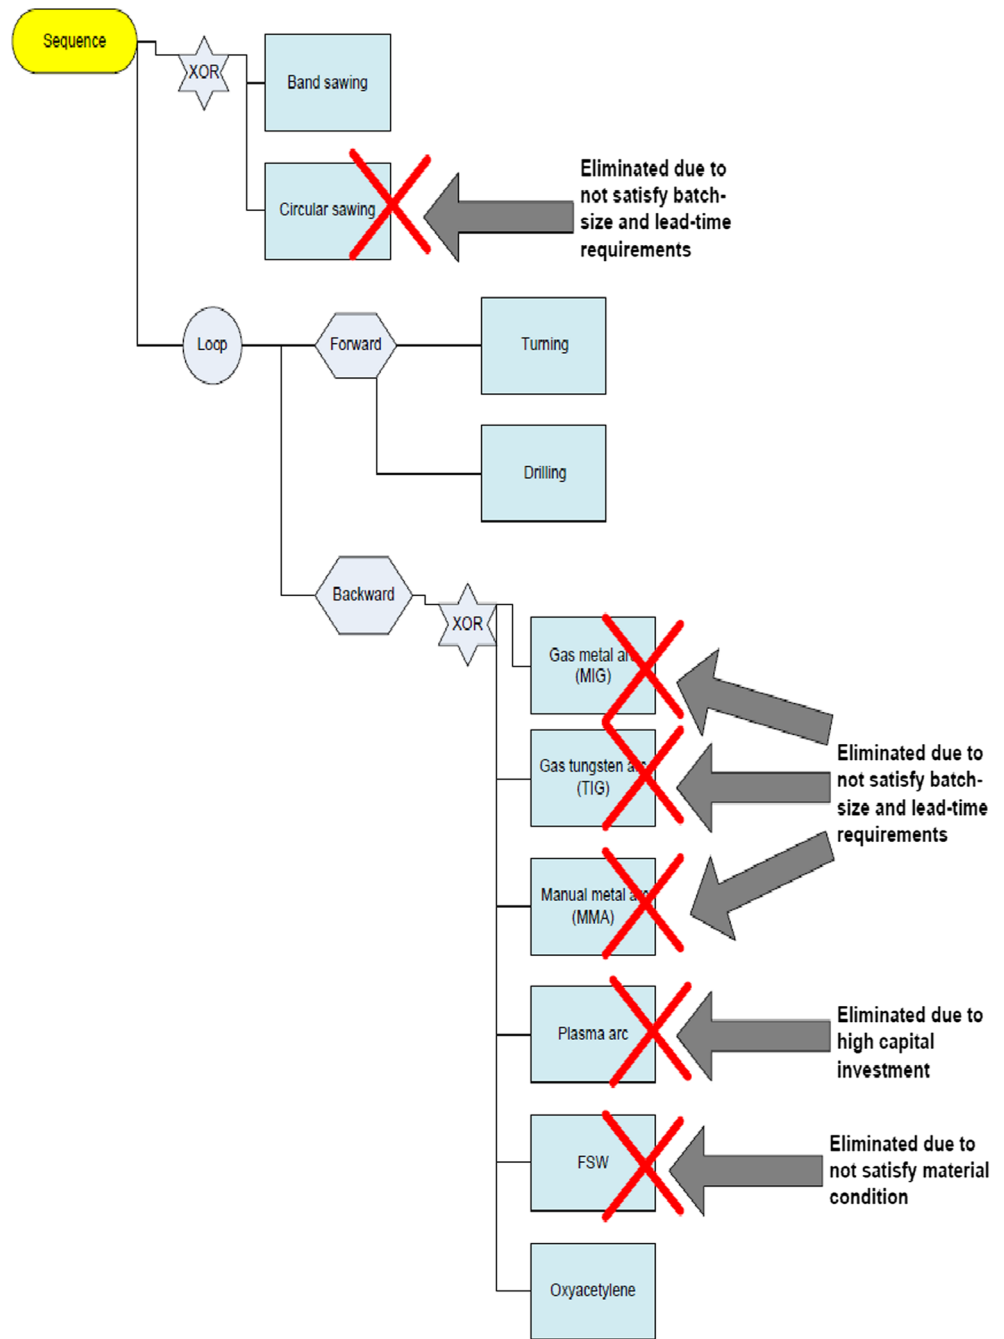 Sequence
XOR
Band sawing
Circular sawing
Eliminated due to
not satisfy batch-
size and lead-time
requirements
Loop
Forward
Turning
Drilling
Backward
XOR
Gas metal arc
(MIG)
Gas tungsten arc
(TIG)
Manual metal arc
(MMA)
Eliminated due to
not satisfy batch-
size and lead-time
requirements
Plasma arc
Eliminated due to
high capital
investment
FSW
Eliminated due to
not satisfy material
condition
Oxyacetylene